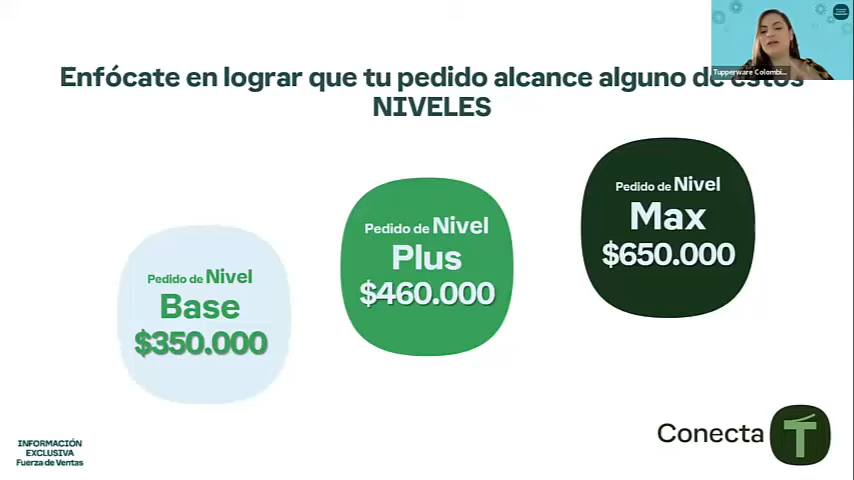 Enfócate en lograr que tu pedido alcance alguno de estos
NIVELES
Tupperware Colombi...
Pedido de Nivel
Base
$350.000
Pedido de Nivel
Plus
$460.000
Pedido de Nivel
Max
$650.000
INFORMACIÓN
EXCLUSIVA
Fuerza de Ventas
Conecta T